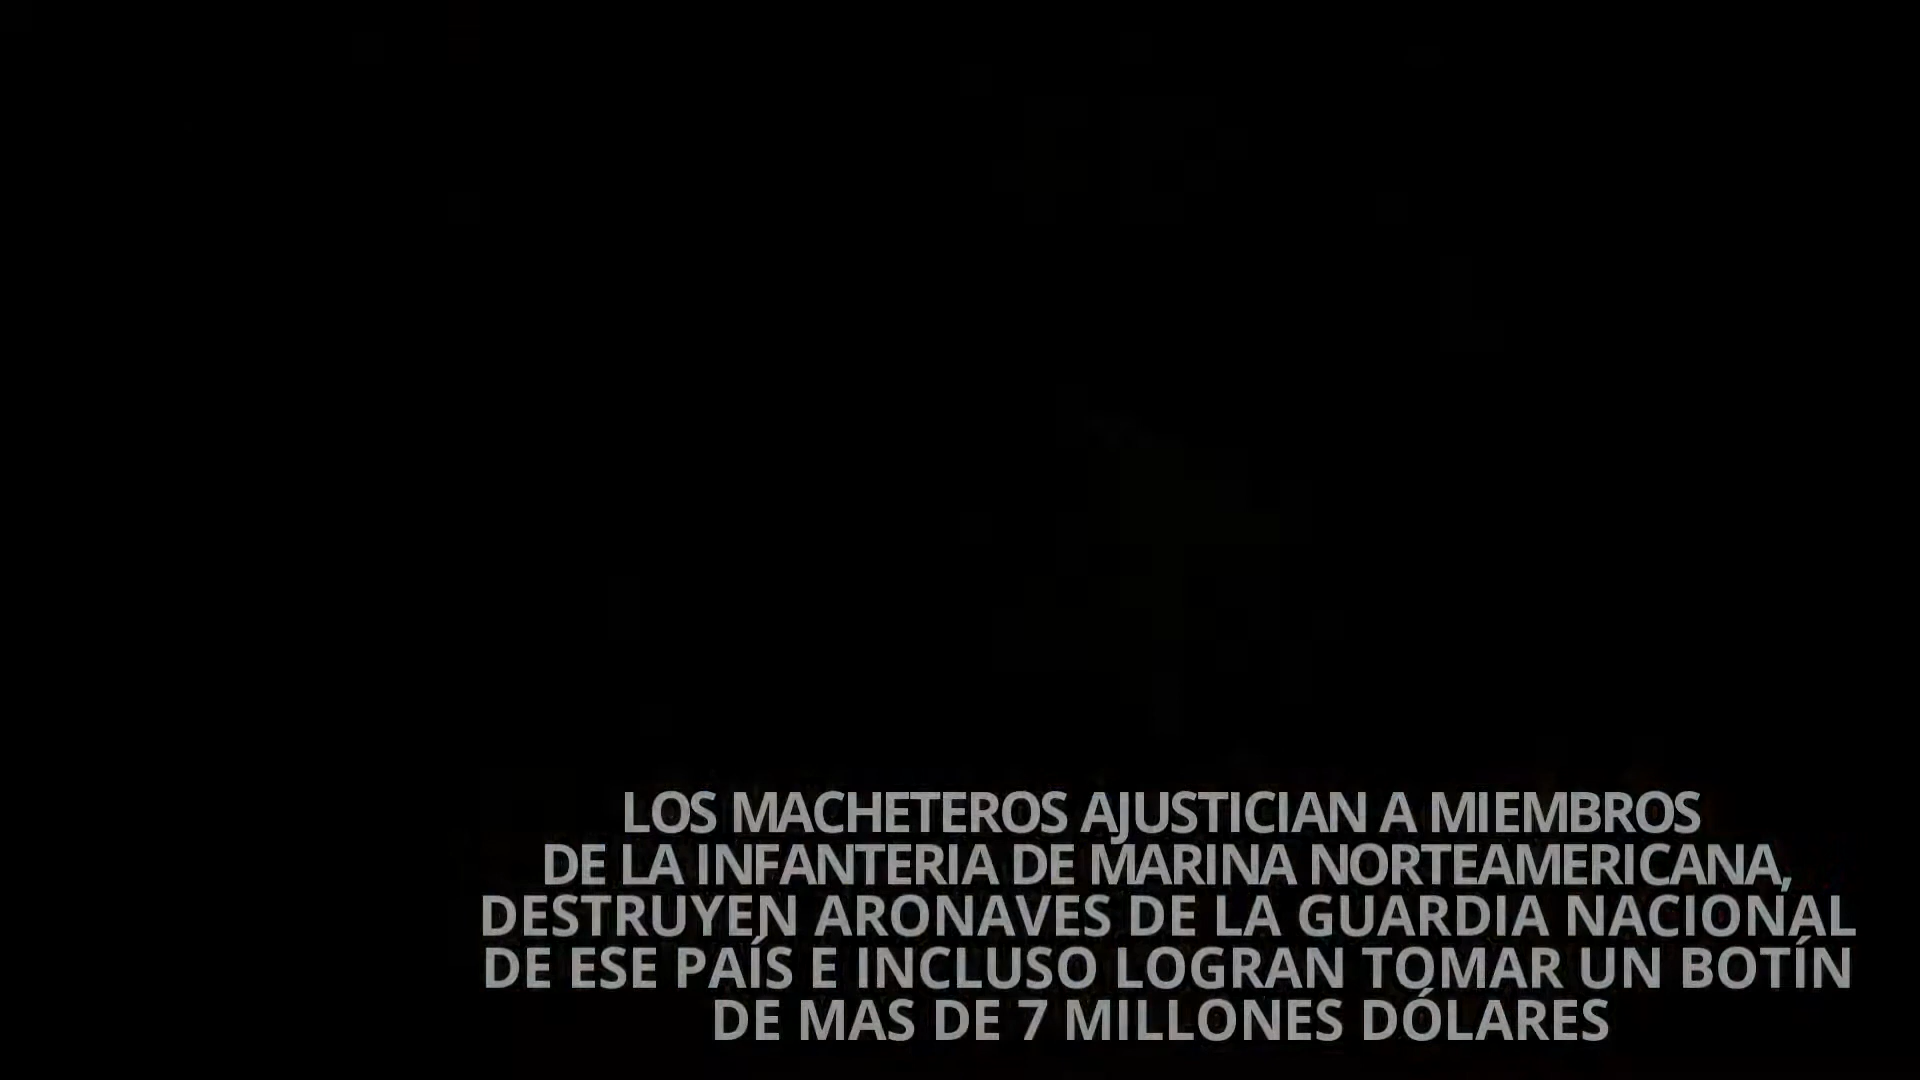 LOS MACHETEROS AJUSTICIAN A MIEMBROS
DE LA INFANTERIA DE MARINA NORTEAMERICANA,
DESTRUYEN ARONAVES DE LA GUARDIA NACIONAL
DE ESE PAÍS E INCLUSO LOGRAN TOMAR UN BOTÍN
DE MAS DE 7 MILLONES DÓLARES